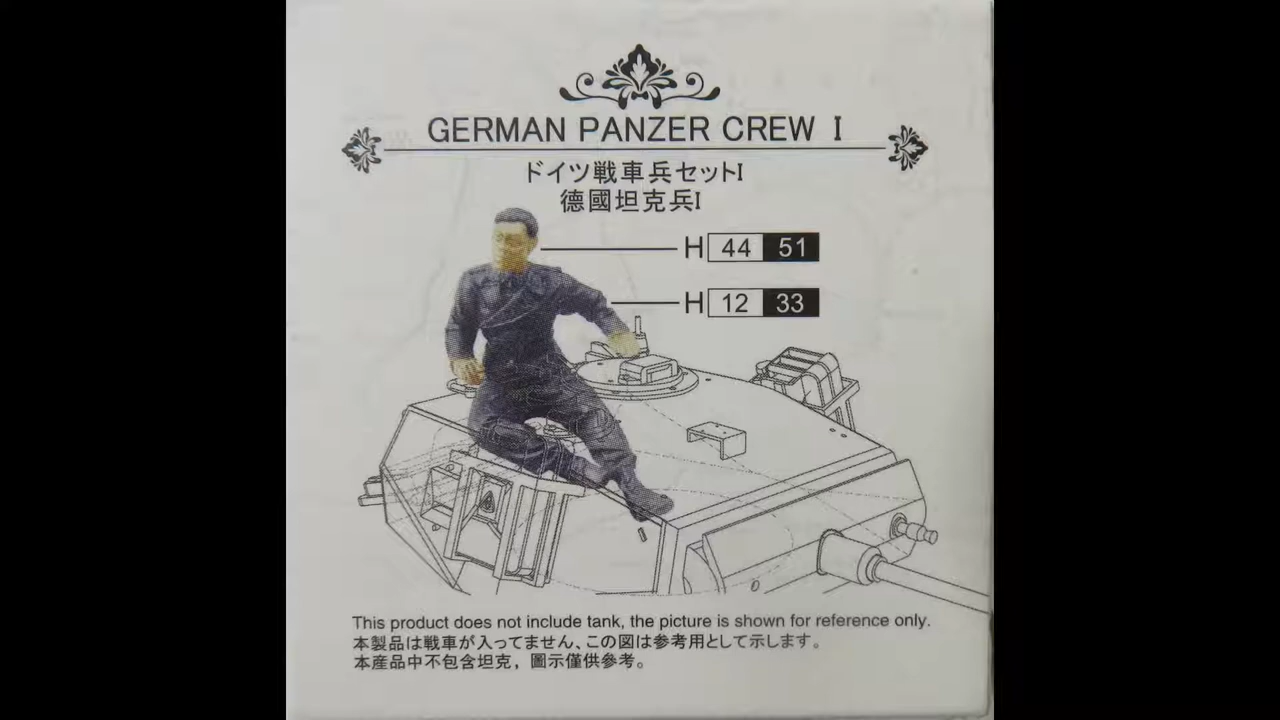 GERMAN PANZER CREW I
ドイツ戦車兵セットI
德國坦克兵I
H 44 51
H 12 33
This product does not include tank, the picture is shown for reference only.
本製品は戦車が入ってません、この図は参考用として示します。
本産品中不包含坦克，圖示僅供參考。